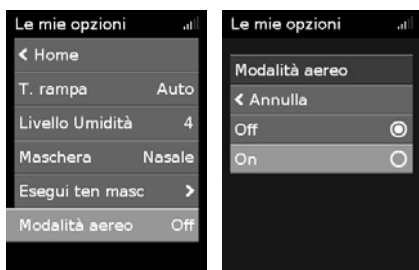 Le mie opzioni
< Home
T. rampa Auto
Livello Umidità 4
Maschera Nasale
Esegui ten masc >
Modalità aereo Off
Le mie opzioni
Modalità aereo
< Annulla
Off
On